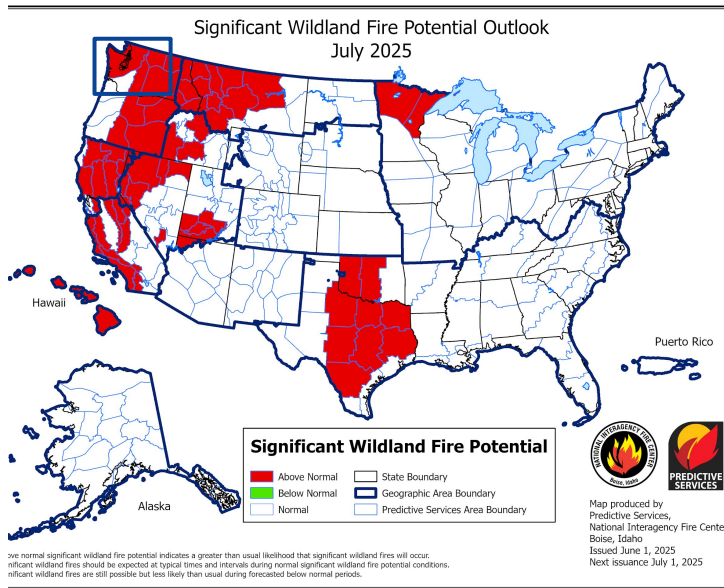 Significant Wildland Fire Potential Outlook
July 2025
Hawaii
Puerto Rico
Alaska
Significant Wildland Fire Potential
Above Normal
Below Normal
Normal
State Boundary
Geographic Area Boundary
Predictive Services Area Boundary
NATIONAL INTERAGENCY FIRE CENTER
Boise, Idaho
PREDICTIVE
SERVICES
Map produced by
Predictive Services,
National Interagency Fire Cente
Boise, Idaho
Issued June 1, 2025
Next issuance July 1, 2025
ove normal significant wildland fire potential indicates a greater than usual likelihood that significant wildland fires will occur.
nificant wildland fires should be expected at typical times and intervals during normal significant wildland fire potential conditions.
nificant wildland fires are still possible but less likely than usual during forecasted below normal periods.